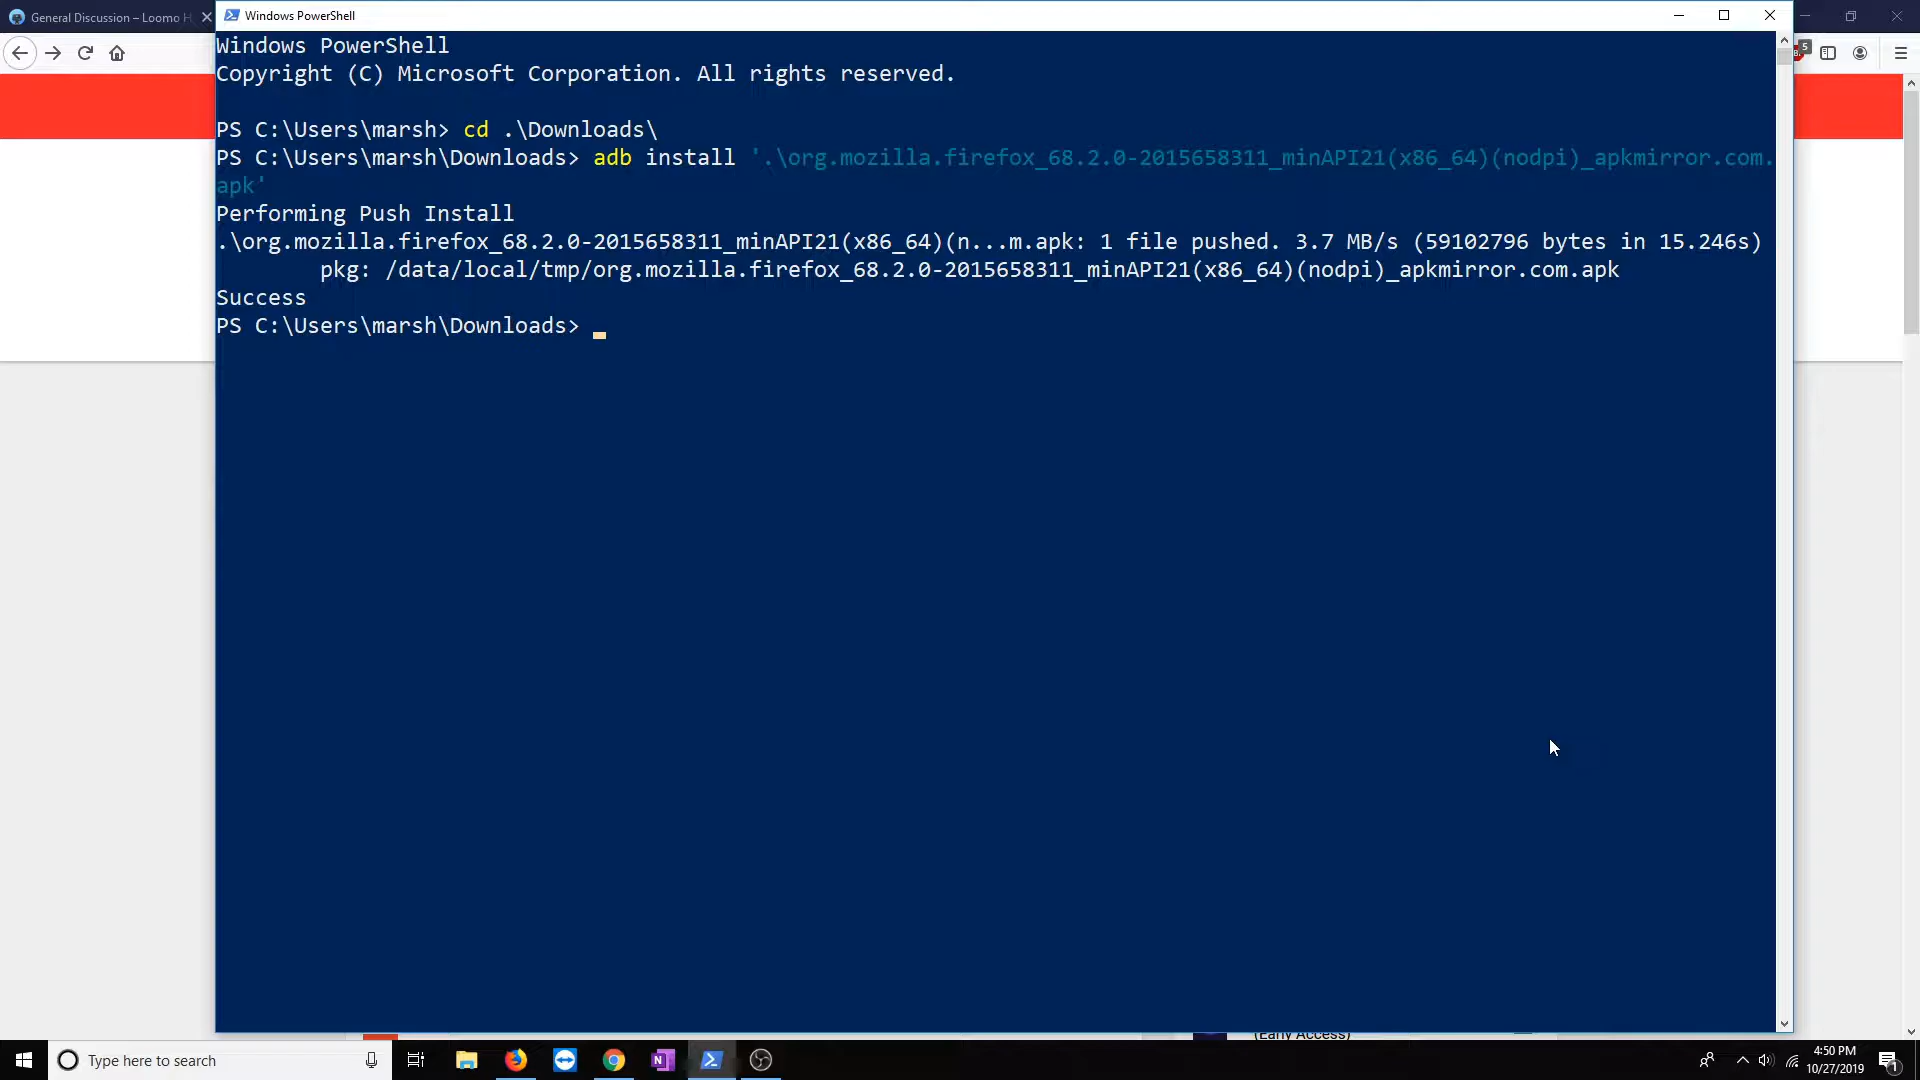 General Discussion – Loomo H
Windows PowerShell
5
Windows PowerShell
Copyright (C) Microsoft Corporation. All rights reserved.
PS C:\Users\marsh> cd .\Downloads\
PS C:\Users\marsh\Downloads> adb install '.\org.mozilla.firefox_68.2.0-2015658311_minAPI21(x86_64)(nodpi)_apkmirror.com.
apk'
Performing Push Install
.\org.mozilla.firefox_68.2.0-2015658311_minAPI21(x86_64)(n...m.apk: 1 file pushed. 3.7 MB/s (59102796 bytes in 15.246s)
pkg: /data/local/tmp/org.mozilla.firefox_68.2.0-2015658311_minAPI21(x86_64)(nodpi)_apkmirror.com.apk
Success
PS C:\Users\marsh\Downloads>
(Early Access)
Type here to search
N
4:50 PM
10/27/2019
1